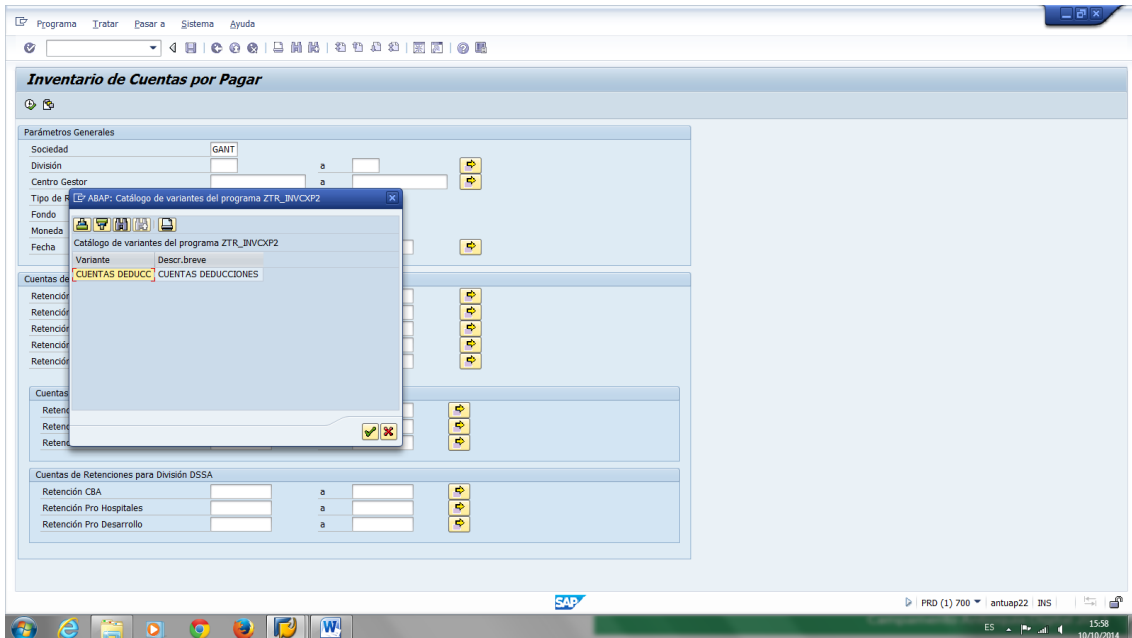 Programa Tratar Pasar a Sistema Ayuda
Inventario de Cuentas por Pagar
Parámetros Generales
Sociedad GANT
División a
Centro Gestor a
Tipo de R
Fondo
Moneda
Fecha
ABAP: Catálogo de variantes del programa ZTR_INVCXP2
Catálogo de variantes del programa ZTR_INVCXP2
Variante Descr.breve
CUENTAS DEDUCC CUENTAS DEDUCCIONES
Cuentas de
Retención
Retención
Retención
Retención
Retención
Cuentas
Retenc
Retenc
Retenc
Cuentas de Retenciones para División DSSA
Retención CBA a
Retención Pro Hospitales a
Retención Pro Desarrollo a
SAP
PRD (1) 700 antuap22 INS
ES 15:58
10/10/2014